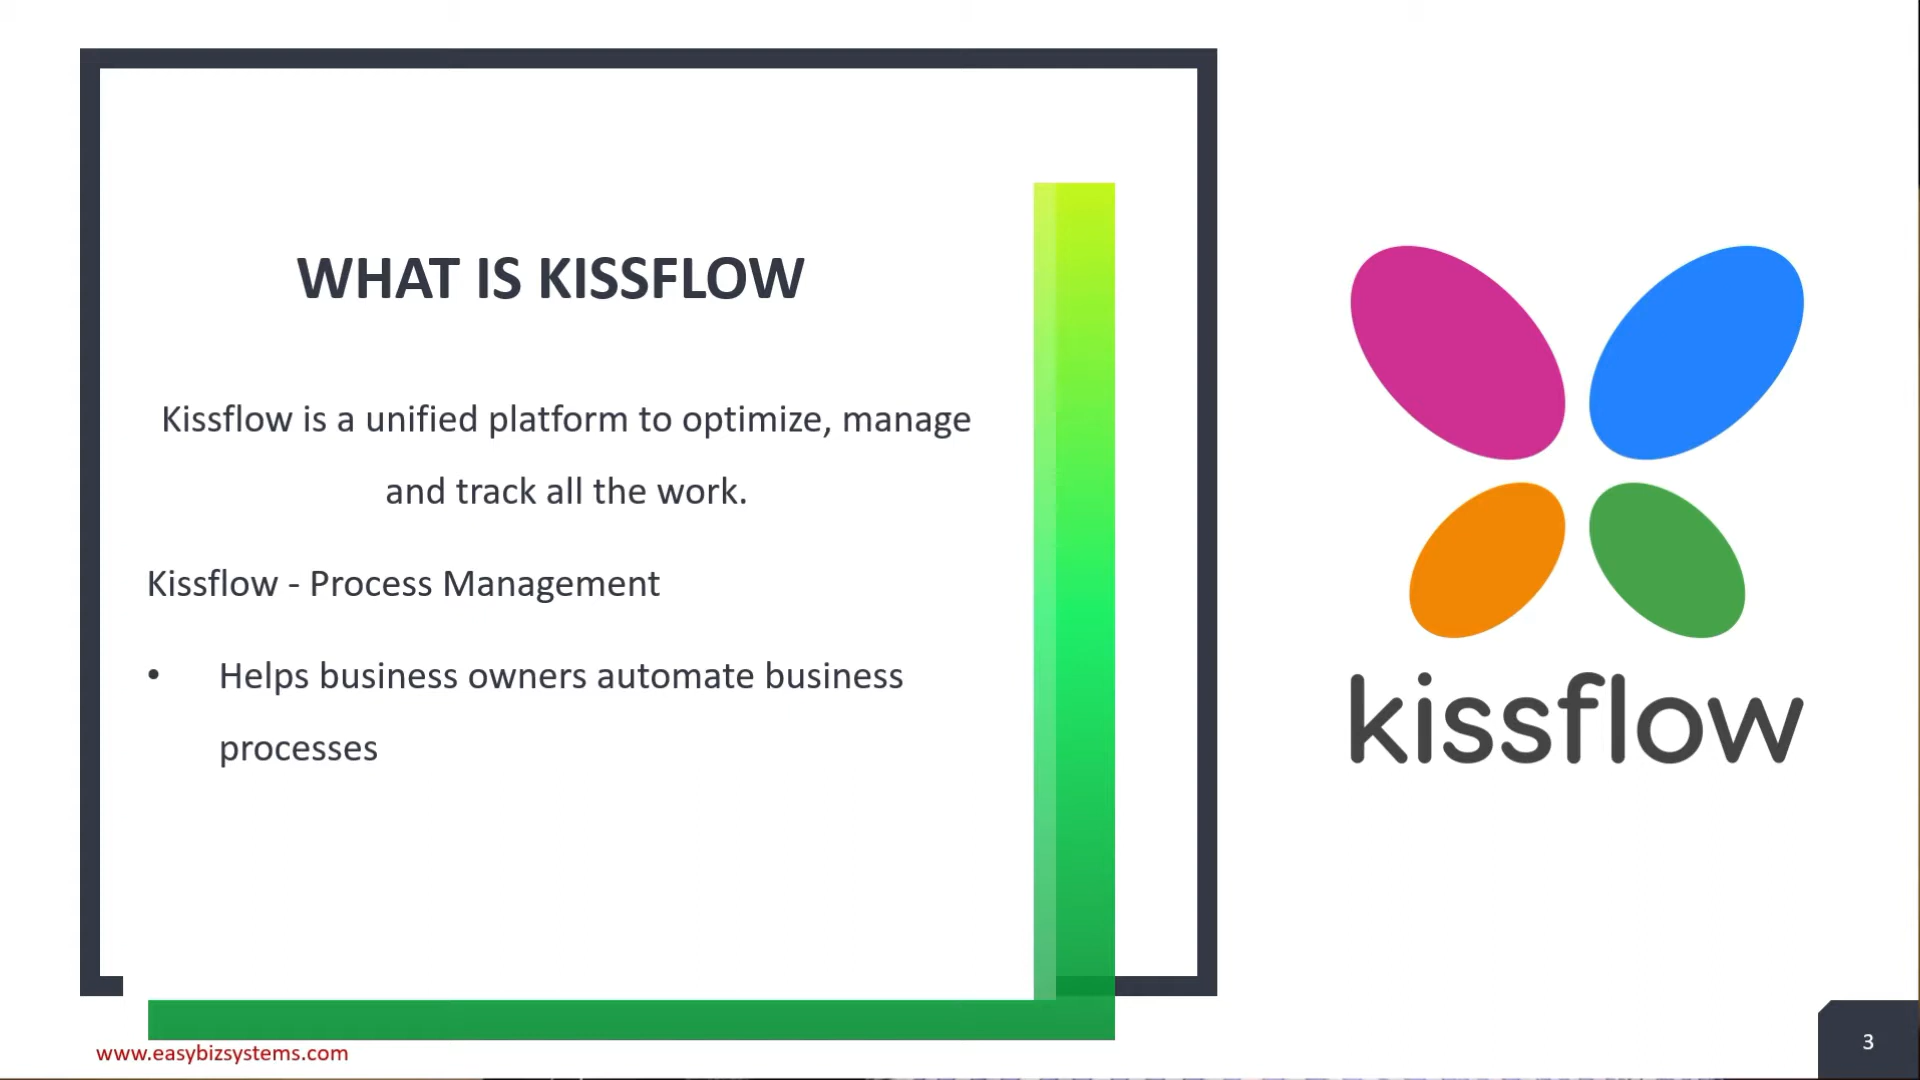 WHAT IS KISSFLOW
Kissflow is a unified platform to optimize, manage
and track all the work.
Kissflow - Process Management
• Helps business owners automate business
processes
kissflow
www.easybizsystems.com
3